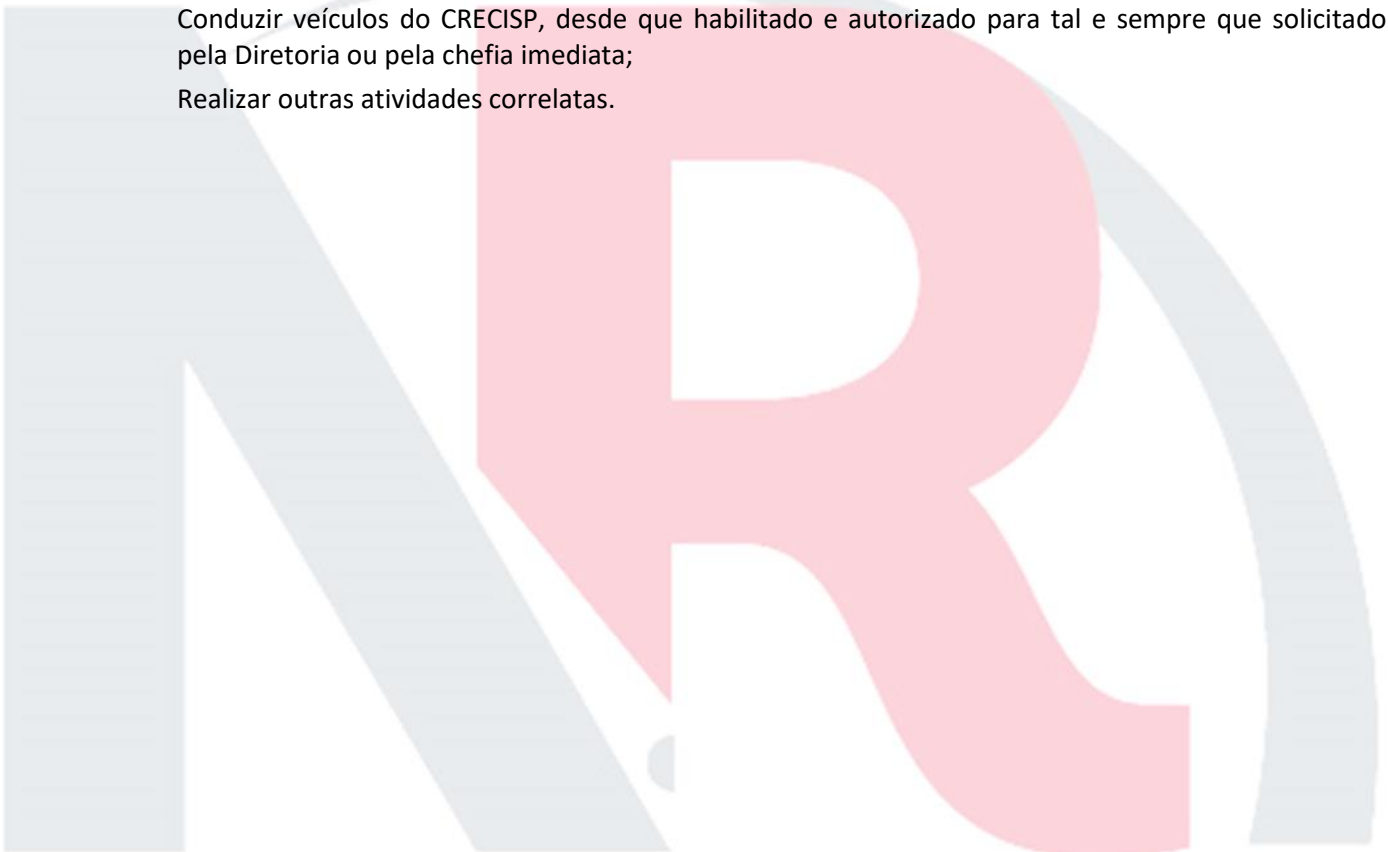 Conduzir veículos do CRECISP, desde que habilitado e autorizado para tal e sempre que solicitado
pela Diretoria ou pela chefia imediata;
Realizar outras atividades correlatas.